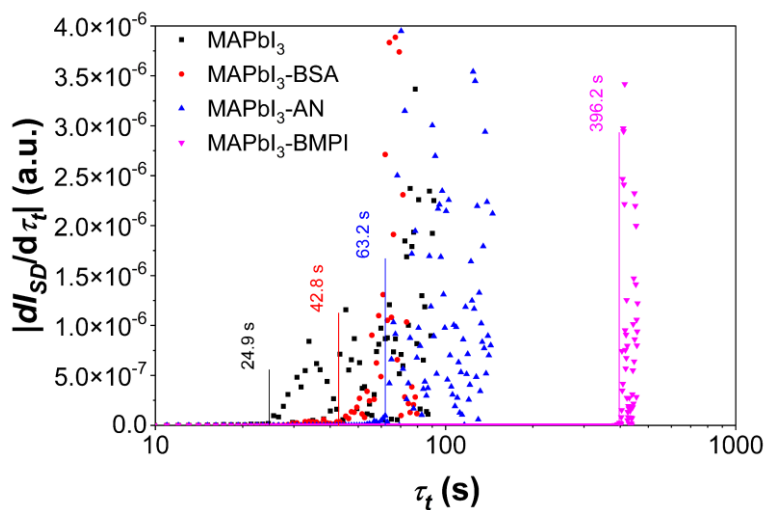 |dI_SD/dτ_t| (a.u.)
4.0×10⁻⁶
3.5×10⁻⁶
3.0×10⁻⁶
2.5×10⁻⁶
2.0×10⁻⁶
1.5×10⁻⁶
1.0×10⁻⁶
5.0×10⁻⁷
0.0
MAPbI₃
MAPbI₃-BSA
MAPbI₃-AN
MAPbI₃-BMPI
24.9 s
42.8 s
63.2 s
396.2 s
10
100
1000
τ_t (s)